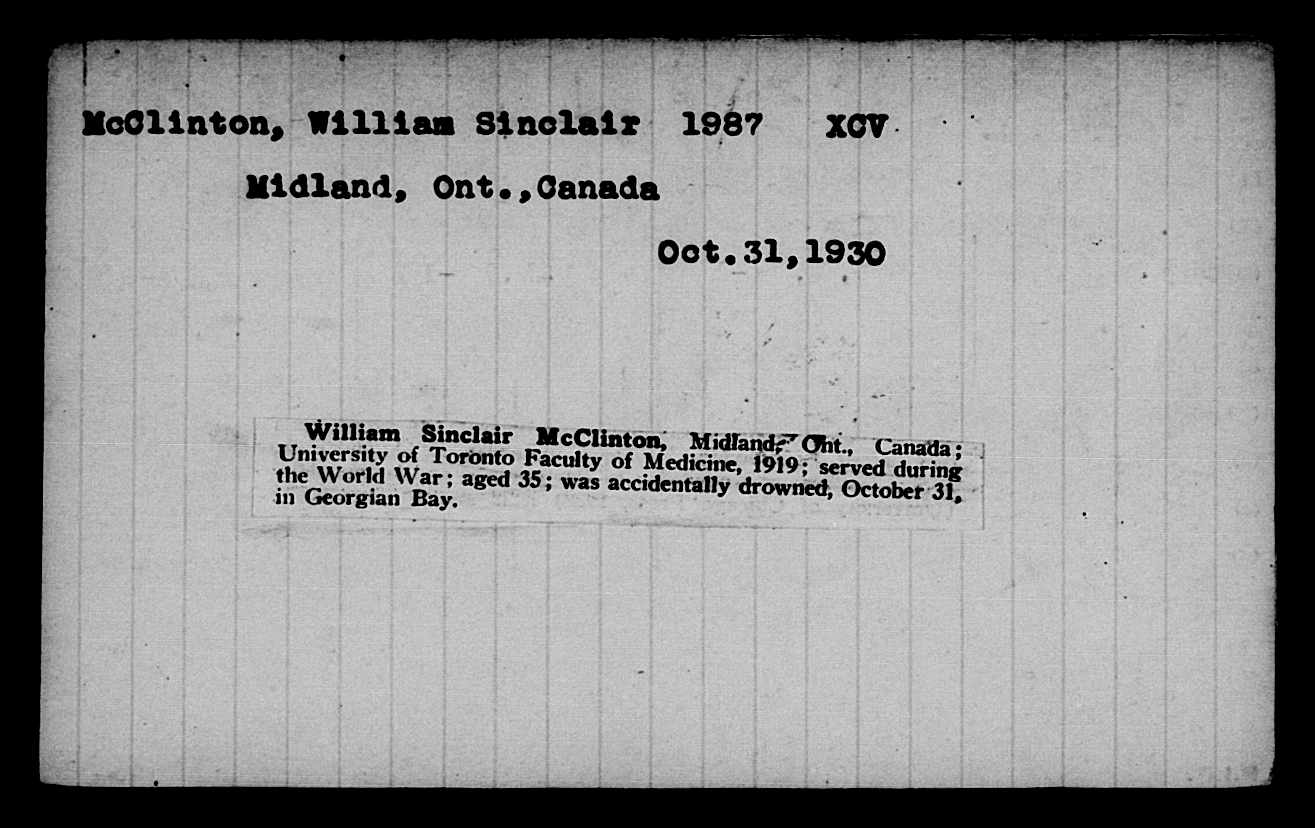 McClinton, William Sinclair 1987 XCV
Midland, Ont.,Canada
Oct.31,1930
William Sinclair McClinton, Midland, Ont., Canada;
University of Toronto Faculty of Medicine, 1919; served during
the World War; aged 35; was accidentally drowned, October 31,
in Georgian Bay.